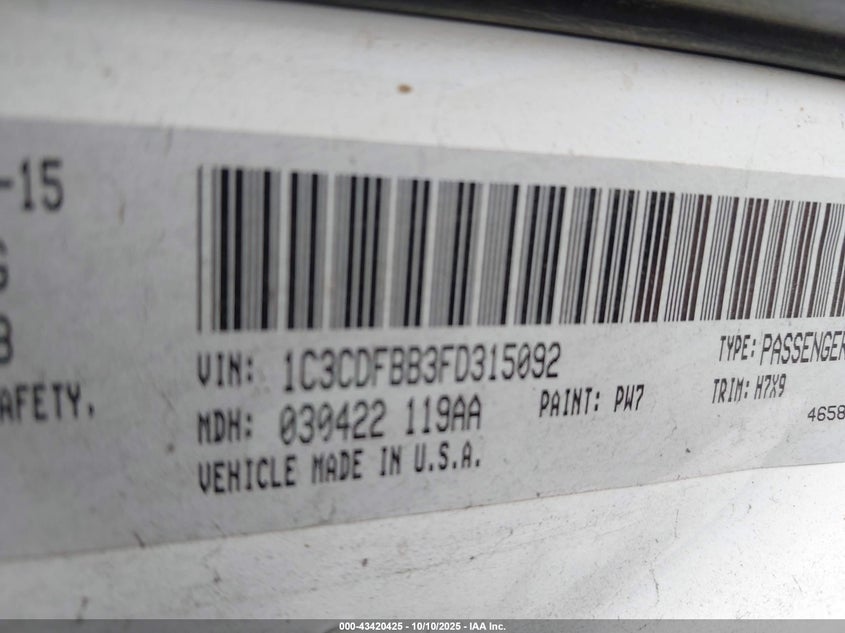 -15
G
B
AFETY.
VIN: 1C3CDFBB3FD315092
TYPE: PASSENGER
MDH: 030422 119AA
PAINT: PW7
TRIM: H7X9
4658
VEHICLE MADE IN U.S.A.
000-43420425 - 10/10/2025 - IAA Inc.